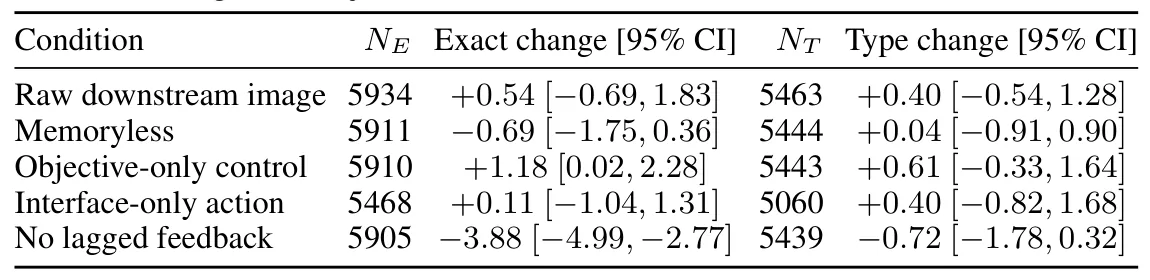 Condition N_E Exact change [95% CI] N_T Type change [95% CI]
Raw downstream image 5934 +0.54 [−0.69, 1.83] 5463 +0.40 [−0.54, 1.28]
Memoryless 5911 −0.69 [−1.75, 0.36] 5444 +0.04 [−0.91, 0.90]
Objective-only control 5910 +1.18 [0.02, 2.28] 5443 +0.61 [−0.33, 1.64]
Interface-only action 5468 +0.11 [−1.04, 1.31] 5060 +0.40 [−0.82, 1.68]
No lagged feedback 5905 −3.88 [−4.99, −2.77] 5439 −0.72 [−1.78, 0.32]